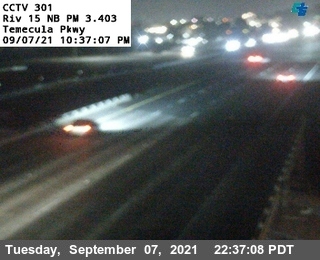 CCTV 301
Riv 15 NB PM 3.403
Temecula Pkwy
09/07/21 10:37:07 PM
Tuesday, September 07, 2021 22:37:08 PDT